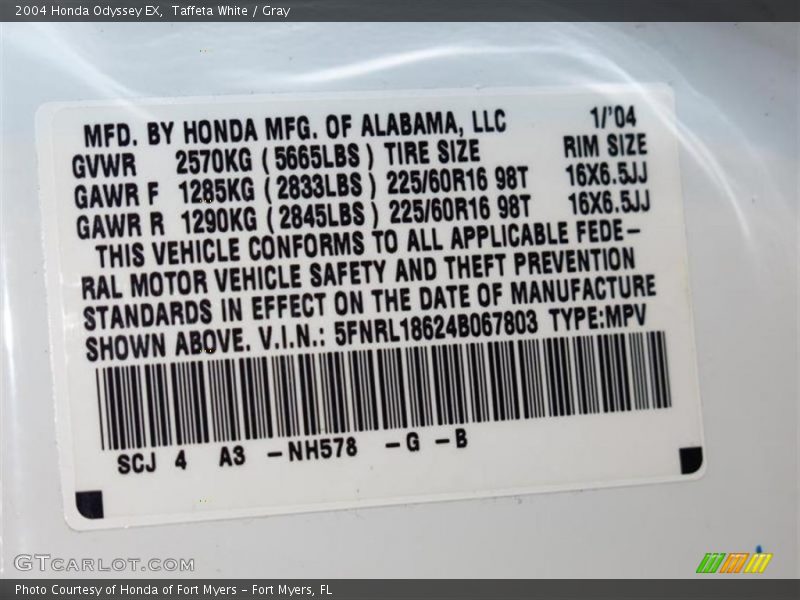 2004 Honda Odyssey EX,  Taffeta White / Gray
MFD. BY HONDA MFG. OF ALABAMA, LLC 1/'04
GVWR 2570KG ( 5665LBS ) TIRE SIZE RIM SIZE
GAWR F 1285KG ( 2833LBS ) 225/60R16 98T 16X6.5JJ
GAWR R 1290KG ( 2845LBS ) 225/60R16 98T 16X6.5JJ
THIS VEHICLE CONFORMS TO ALL APPLICABLE FEDE-
RAL MOTOR VEHICLE SAFETY AND THEFT PREVENTION
STANDARDS IN EFFECT ON THE DATE OF MANUFACTURE
SHOWN ABOVE. V.I.N.: 5FNRL18624B067803 TYPE:MPV
SCJ 4 A3 -NH578 -G -B
GTCARLOT.COM
Photo Courtesy of Honda of Fort Myers - Fort Myers, FL